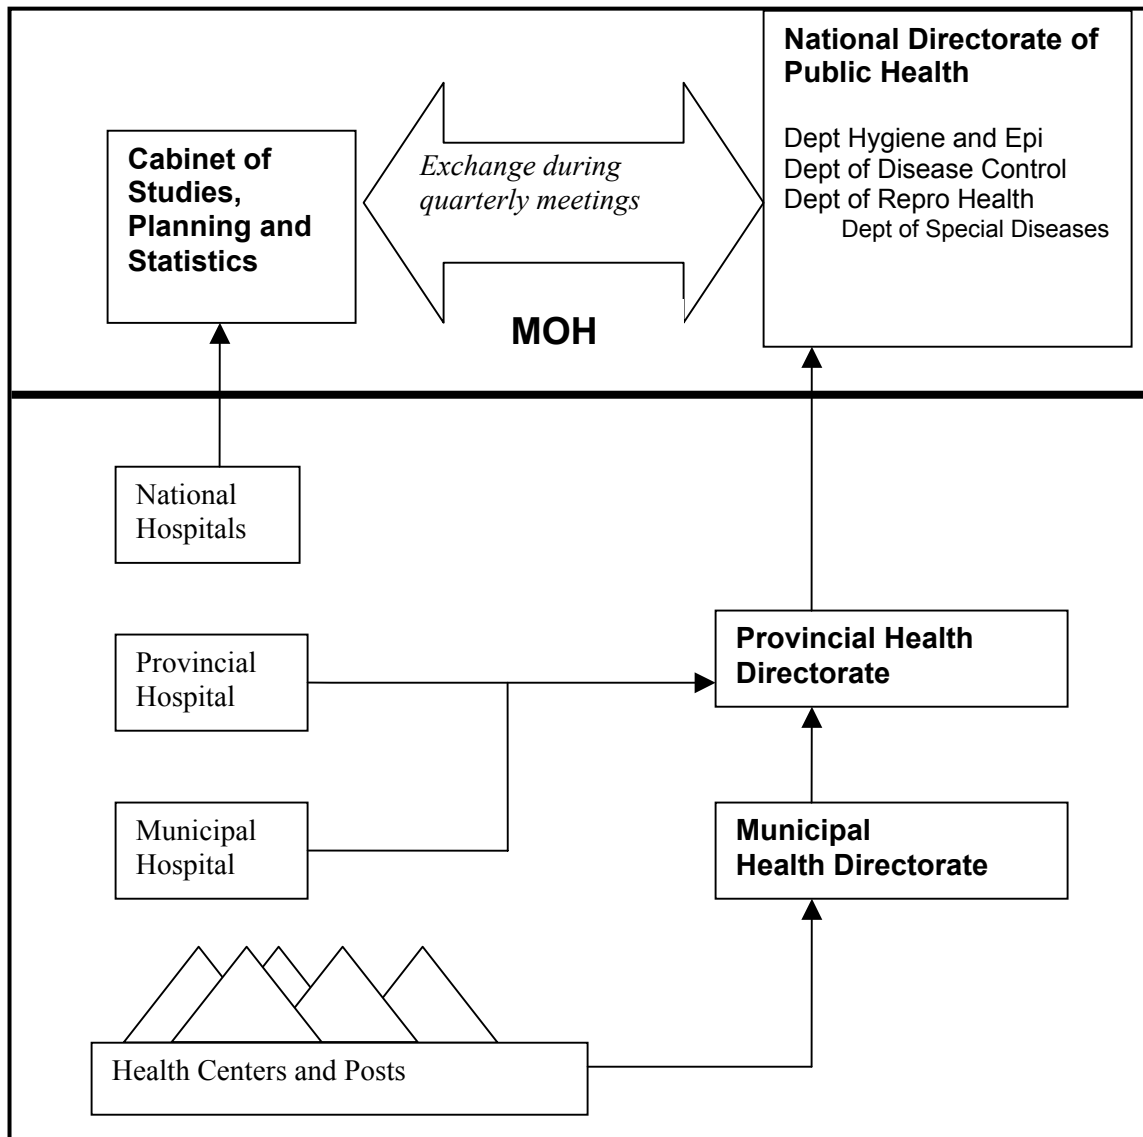 National Directorate of
Public Health
Dept Hygiene and Epi
Dept of Disease Control
Dept of Repro Health
Dept of Special Diseases
Cabinet of
Studies,
Planning and
Statistics
Exchange during
quarterly meetings
MOH
National
Hospitals
Provincial
Hospital
Provincial Health
Directorate
Municipal
Hospital
Municipal
Health Directorate
Health Centers and Posts